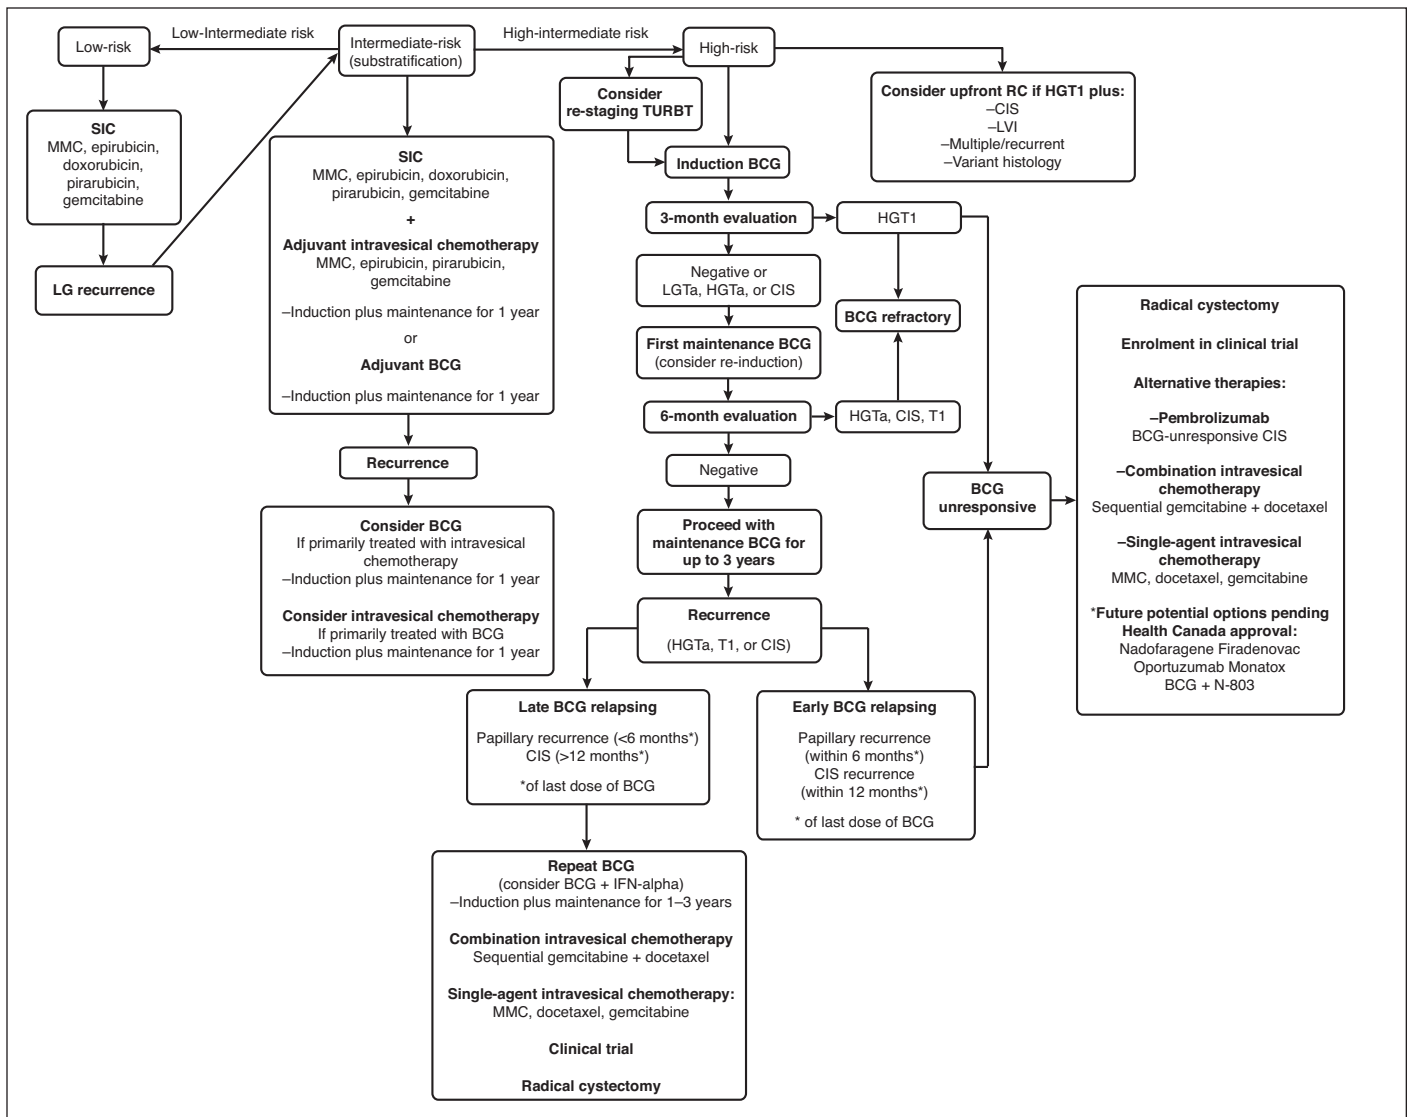 Low-risk
Low-Intermediate risk
Intermediate-risk
(substratification)
High-intermediate risk
High-risk
SIC
MMC, epirubicin,
doxorubicin,
pirarubicin,
gemcitabine
LG recurrence
SIC
MMC, epirubicin, doxorubicin,
pirarubicin, gemcitabine
+
Adjuvant intravesical chemotherapy
MMC, epirubicin, pirarubicin,
gemcitabine
–Induction plus maintenance for 1 year
or
Adjuvant BCG
–Induction plus maintenance for 1 year
Recurrence
Consider BCG
If primarily treated with intravesical
chemotherapy
–Induction plus maintenance for 1 year
Consider intravesical chemotherapy
If primarily treated with BCG
–Induction plus maintenance for 1 year
Consider
re-staging TURBT
Consider upfront RC if HGT1 plus:
–CIS
–LVI
–Multiple/recurrent
–Variant histology
Induction BCG
3-month evaluation
HGT1
Negative or
LGTa, HGTa, or CIS
BCG refractory
First maintenance BCG
(consider re-induction)
6-month evaluation
HGTa, CIS, T1
Negative
BCG
unresponsive
Proceed with
maintenance BCG for
up to 3 years
Recurrence
(HGTa, T1, or CIS)
Late BCG relapsing
Papillary recurrence (<6 months*)
CIS (>12 months*)
*of last dose of BCG
Early BCG relapsing
Papillary recurrence
(within 6 months*)
CIS recurrence
(within 12 months*)
* of last dose of BCG
Repeat BCG
(consider BCG + IFN-alpha)
–Induction plus maintenance for 1–3 years
Combination intravesical chemotherapy
Sequential gemcitabine + docetaxel
Single-agent intravesical chemotherapy:
MMC, docetaxel, gemcitabine
Clinical trial
Radical cystectomy
Radical cystectomy
Enrolment in clinical trial
Alternative therapies:
–Pembrolizumab
BCG-unresponsive CIS
–Combination intravesical
chemotherapy
Sequential gemcitabine + docetaxel
–Single-agent intravesical
chemotherapy
MMC, docetaxel, gemcitabine
*Future potential options pending
Health Canada approval:
Nadofaragene Firadenovac
Oportuzumab Monatox
BCG + N-803